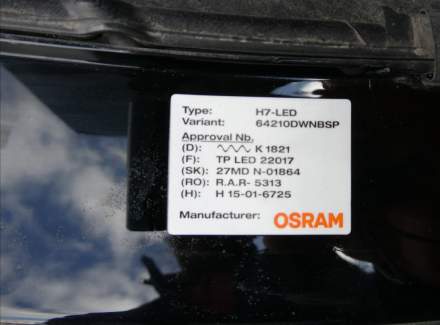 Type: H7-LED
Variant: 64210DWNBSP
Approval Nb.
(D): K 1821
(F): TP LED 22017
(SK): 27MD N-01864
(RO): R.A.R- 5313
(H): H 15-01-6725
Manufacturer: OSRAM